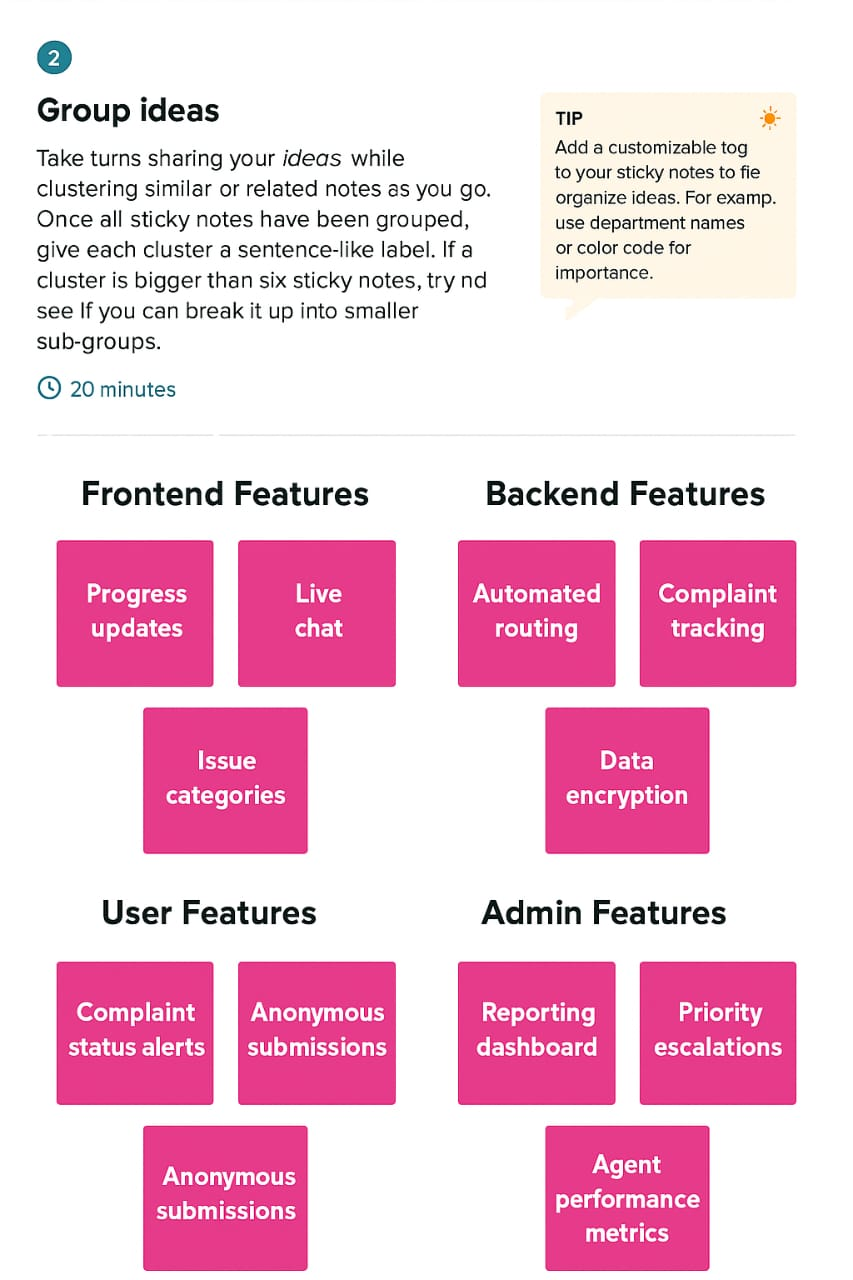 2
Group ideas
Take turns sharing your ideas while
clustering similar or related notes as you go.
Once all sticky notes have been grouped,
give each cluster a sentence-like label. If a
cluster is bigger than six sticky notes, try nd
see If you can break it up into smaller
sub-groups.
20 minutes
TIP
Add a customizable tog
to your sticky notes to fie
organize ideas. For examp.
use department names
or color code for
importance.
Frontend Features
Progress
updates
Live
chat
Issue
categories
Backend Features
Automated
routing
Complaint
tracking
Data
encryption
User Features
Complaint
status alerts
Anonymous
submissions
Anonymous
submissions
Admin Features
Reporting
dashboard
Priority
escalations
Agent
performance
metrics